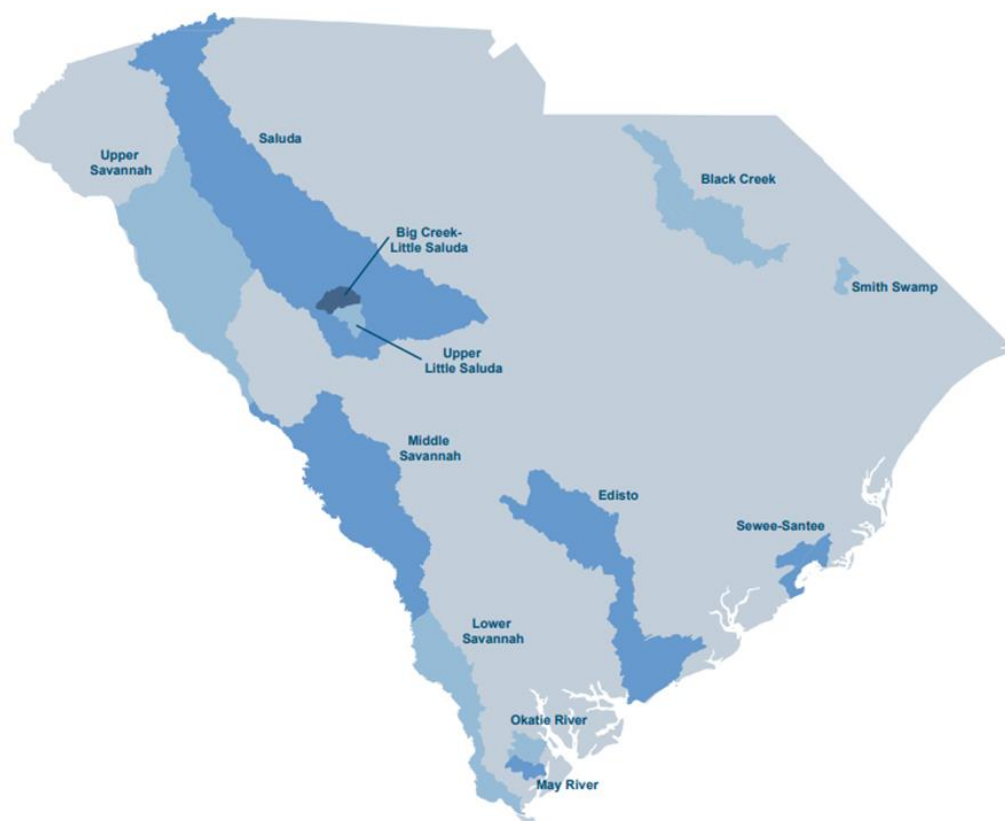 Saluda
Upper
Savannah
Black Creek
Big Creek-
Little Saluda
Smith Swamp
Upper
Little Saluda
Middle
Savannah
Edisto
Sewee-Santee
Lower
Savannah
Okatie River
May River